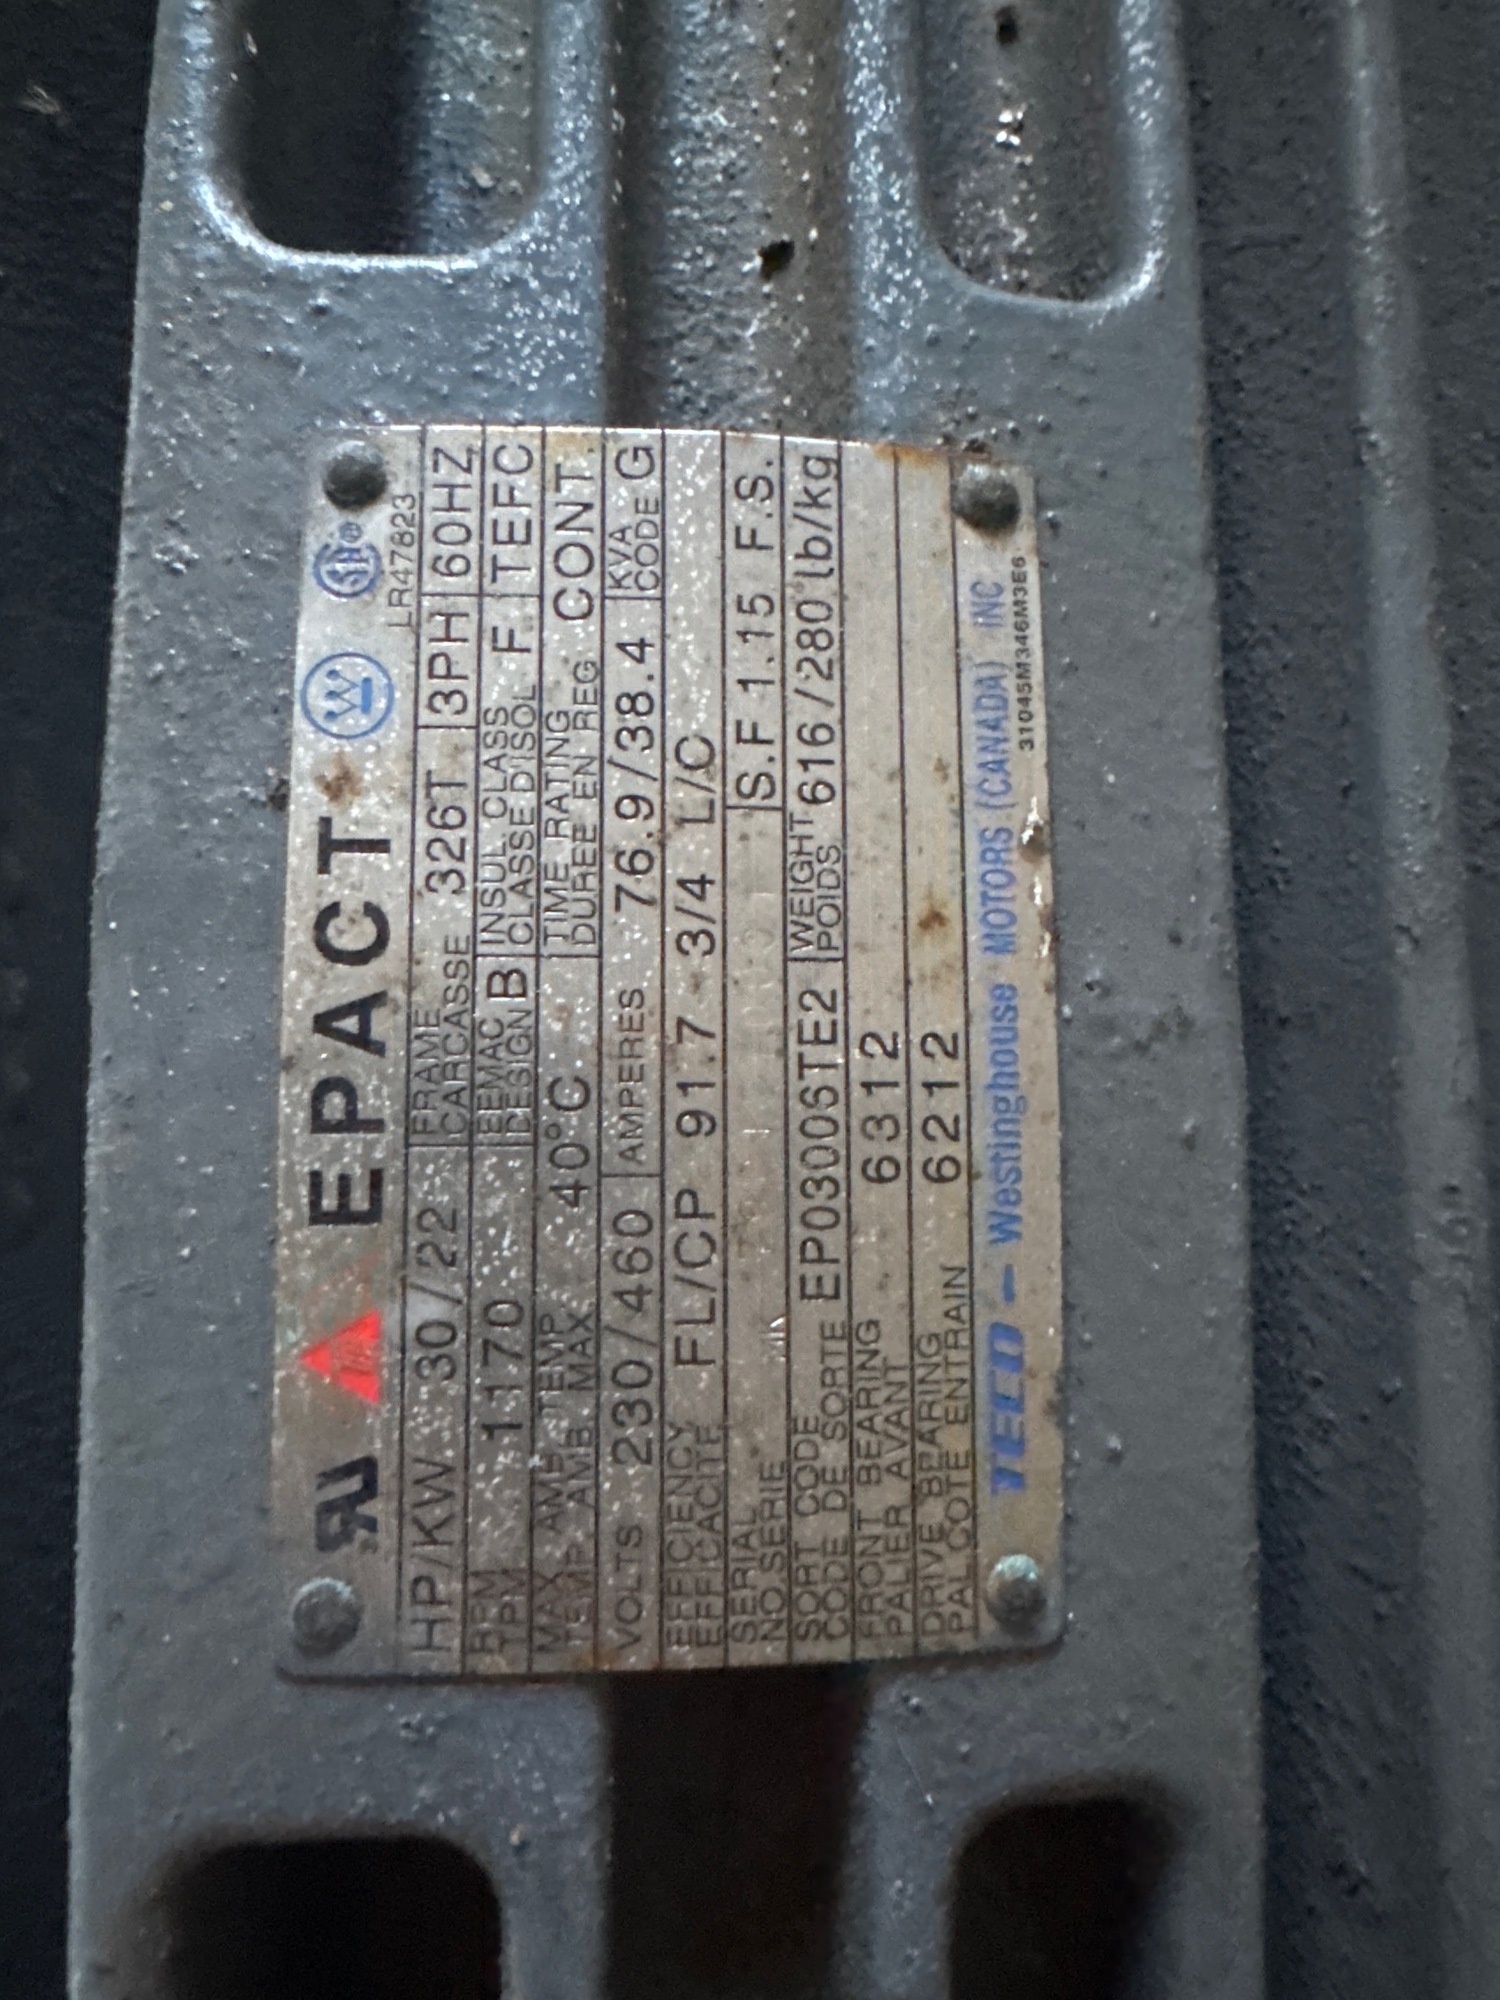 EPACT LR47823
HP/KW 30/22 FRAME CARCASSE 326T 3PH 60HZ
RPM TPM 1170 EEMAC DESIGN B INSUL. CLASS CLASSE D'ISOL F TEFC
MAX. AMB. TEMP. TEMP. AMB. MAX. 40°C TIME RATING DUREE EN REG CONT.
VOLTS 230/460 AMPERES 76.9/38.4 KVA CODE G
EFFICIENCY EFFICACITE FL/CP 91.7 3/4 L/C
SERIAL NO.SERIE S.F 1.15 F.S.
SORT CODE CODE DE SORTE EP0300STE2 WEIGHT POIDS 616/280 lb/kg
FRONT BEARING PALIER AVANT 6312
DRIVE BEARING PAL COTE ENTRAIN 6212
TECO - Westinghouse MOTORS (CANADA) INC
31045M346M3E6